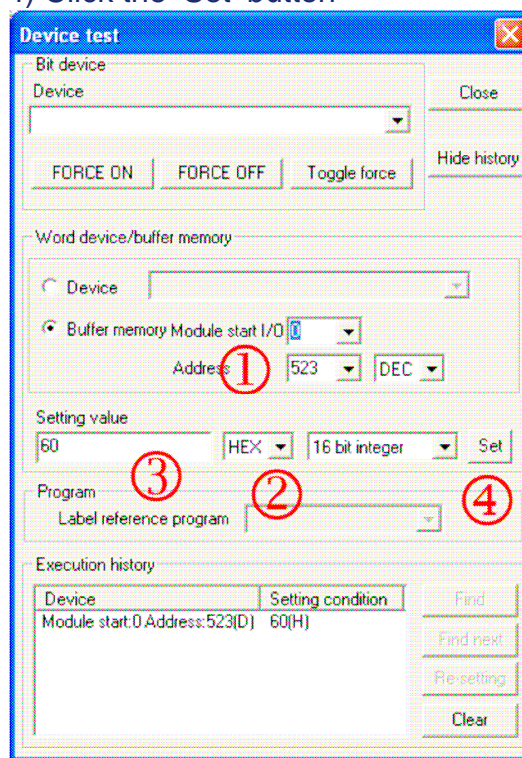 4) Click the ‘Set’ button
Device test
Bit device
Device
Close
FORCE ON FORCE OFF Toggle force
Hide history
Word device/buffer memory
Device
Buffer memory Module start I/O 0
Address 523 DEC
①
Setting value
60 HEX 16 bit integer Set
③ ② ④
Program
Label reference program
Execution history
Device Setting condition
Find
Module start:0 Address:523(D) 60(H)
Find next
Re-setting
Clear